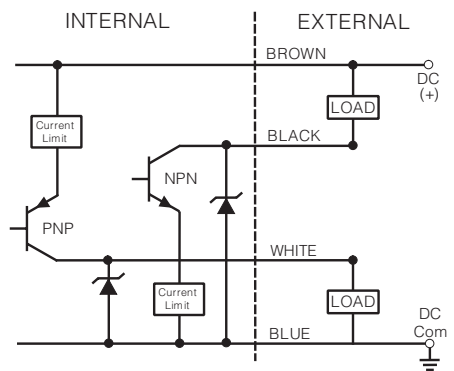 INTERNAL
EXTERNAL
BROWN
DC
(+)
LOAD
Current
Limit
BLACK
NPN
PNP
WHITE
Current
Limit
LOAD
DC
Com
BLUE